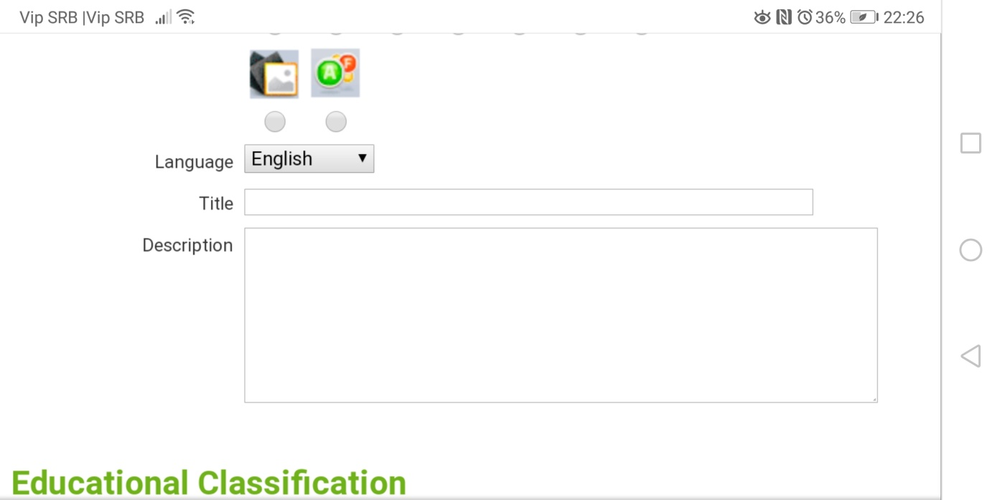 Vip SRB |Vip SRB 36% 22:26
A F
Language English
Title
Description
Educational Classification